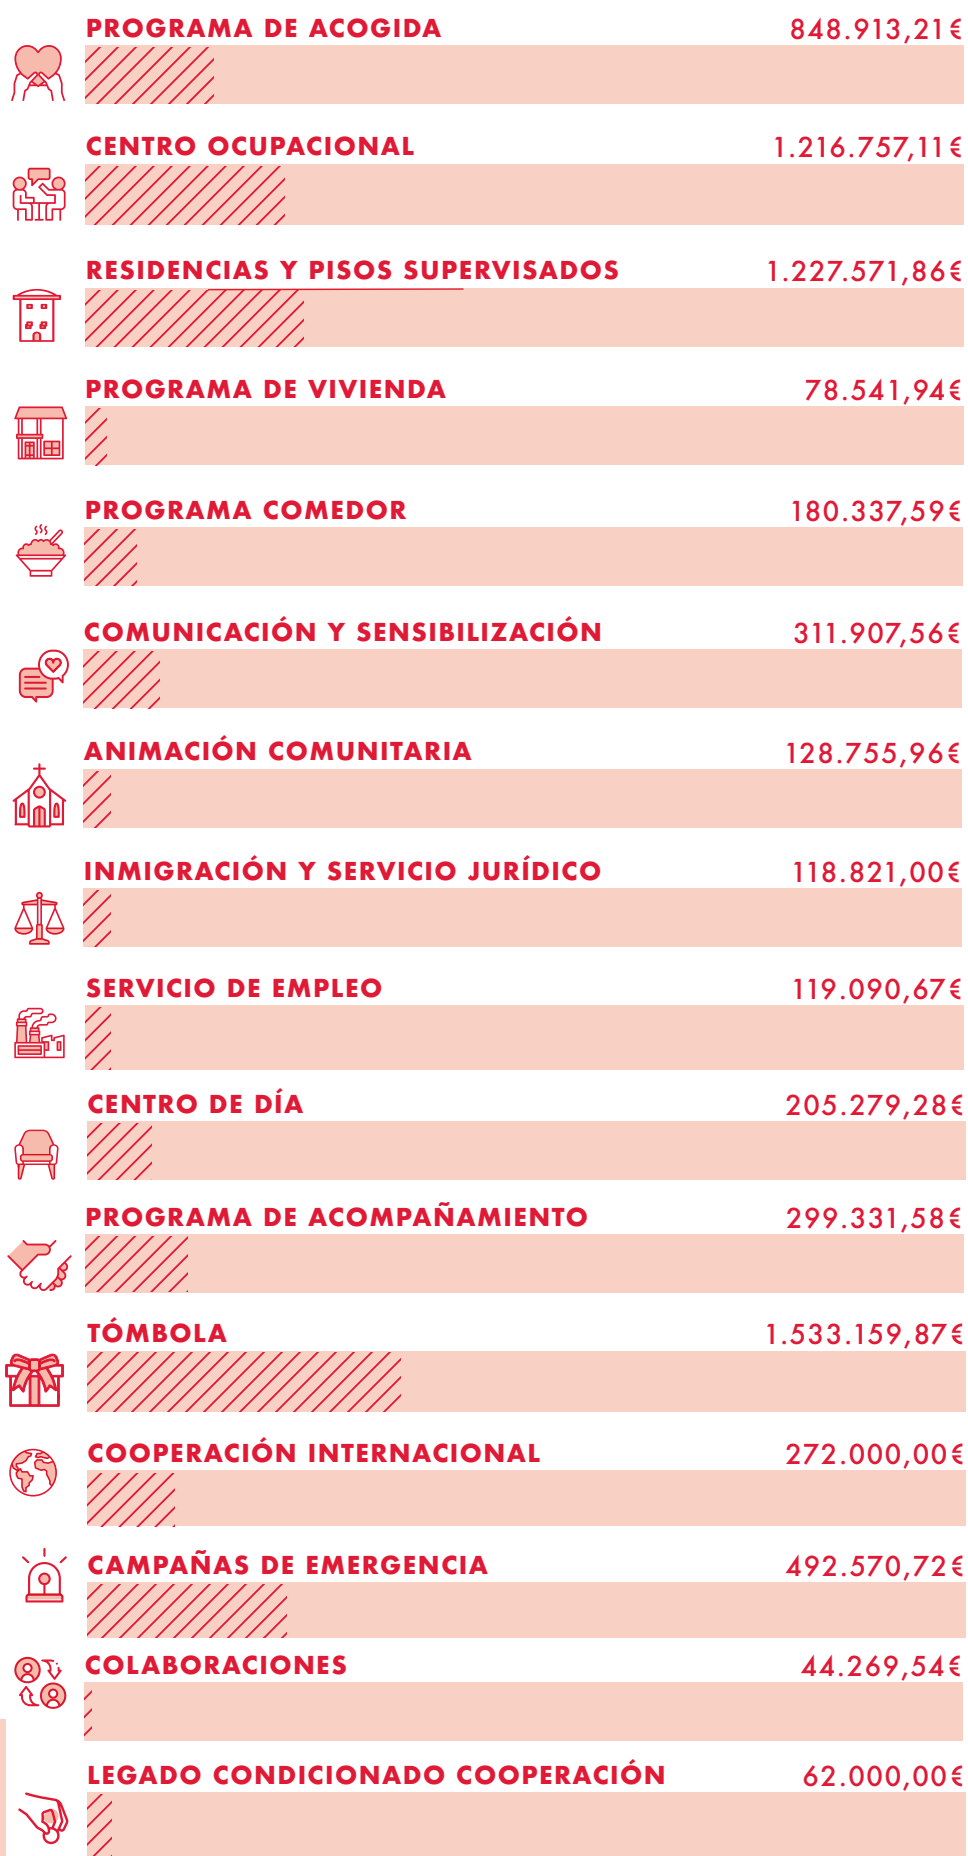 PROGRAMA DE ACOGIDA 848.913,21€
CENTRO OCUPACIONAL 1.216.757,11€
RESIDENCIAS Y PISOS SUPERVISADOS 1.227.571,86€
PROGRAMA DE VIVIENDA 78.541,94€
PROGRAMA COMEDOR 180.337,59€
COMUNICACIÓN Y SENSIBILIZACIÓN 311.907,56€
ANIMACIÓN COMUNITARIA 128.755,96€
INMIGRACIÓN Y SERVICIO JURÍDICO 118.821,00€
SERVICIO DE EMPLEO 119.090,67€
CENTRO DE DÍA 205.279,28€
PROGRAMA DE ACOMPAÑAMIENTO 299.331,58€
TÓMBOLA 1.533.159,87€
COOPERACIÓN INTERNACIONAL 272.000,00€
CAMPAÑAS DE EMERGENCIA 492.570,72€
COLABORACIONES 44.269,54€
LEGADO CONDICIONADO COOPERACIÓN 62.000,00€